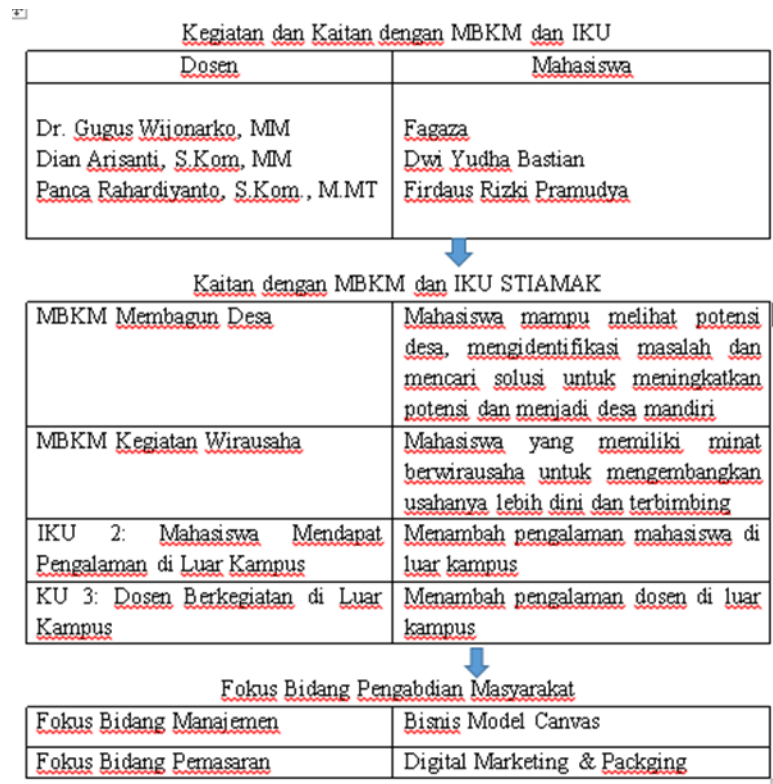 Kegiatan dan Kaitan dengan MBKM dan IKU
Dosen
Mahasiswa
Dr. Gugus Wijonarko, MM
Dian Arisanti, S.Kom, MM
Panca Rahardiyanto, S.Kom., M.MT
Fagaza
Dwi Yudha Bastian
Firdaus Rizki Pramudya
Kaitan dengan MBKM dan IKU STIAMAK
MBKM Membagun Desa
Mahasiswa mampu melihat potensi
desa, mengidentifikasi masalah dan
mencari solusi untuk meningkatkan
potensi dan menjadi desa mandiri
MBKM Kegiatan Wirausaha
Mahasiswa yang memiliki minat
berwirausaha untuk mengembangkan
usahanya lebih dini dan terbimbing
IKU 2: Mahasiswa Mendapat
Pengalaman di Luar Kampus
Menambah pengalaman mahasiswa di
luar kampus
KU 3: Dosen Berkegiatan di Luar
Kampus
Menambah pengalaman dosen di luar
kampus
Fokus Bidang Pengabdian Masyarakat
Fokus Bidang Manajemen
Bisnis Model Canvas
Fokus Bidang Pemasaran
Digital Marketing & Packging